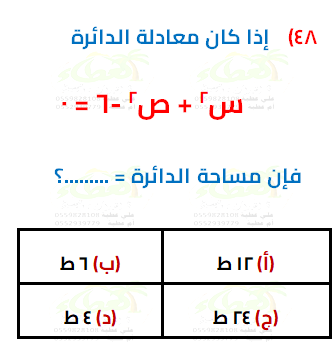 ٤٨) إذا كان معادلة الدائرة
س٢ + ص٢ -٦ = ٠
فإن مساحة الدائرة = .........؟
(أ) ١٢ ط (ب) ٦ ط
(ج) ٢٤ ط (د) ٤ ط